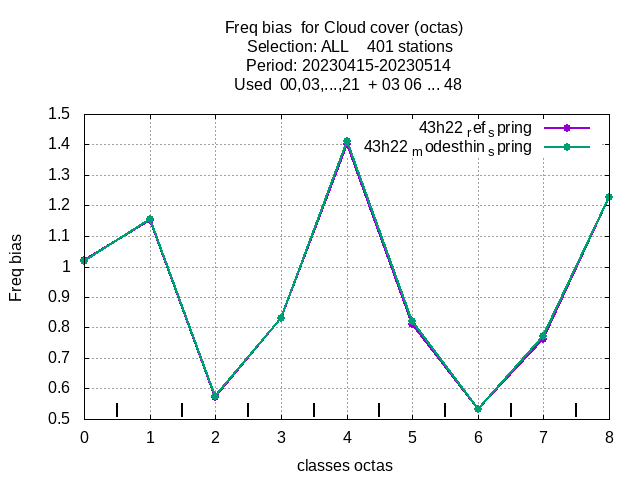 Freq bias  for Cloud cover (octas)
Selection: ALL    401 stations
Period: 20230415-20230514
Used  00,03,...,21  + 03 06 ... 48
43h22 ref spring
43h22 modesthin spring
1.5
1.4
1.3
1.2
1.1
1
0.9
0.8
0.7
0.6
0.5
Freq bias
0 1 2 3 4 5 6 7 8
classes octas